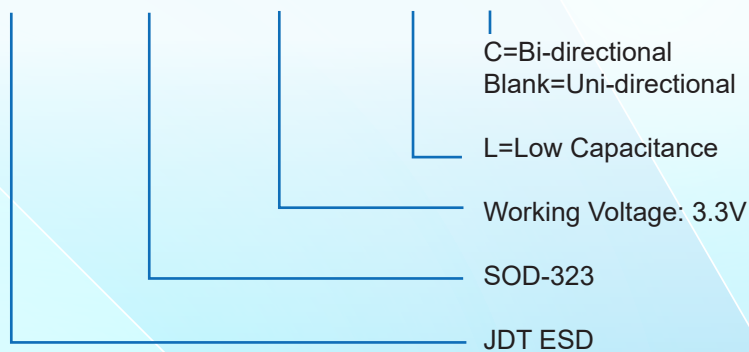 C=Bi-directional
Blank=Uni-directional
L=Low Capacitance
Working Voltage: 3.3V
SOD-323
JDT ESD